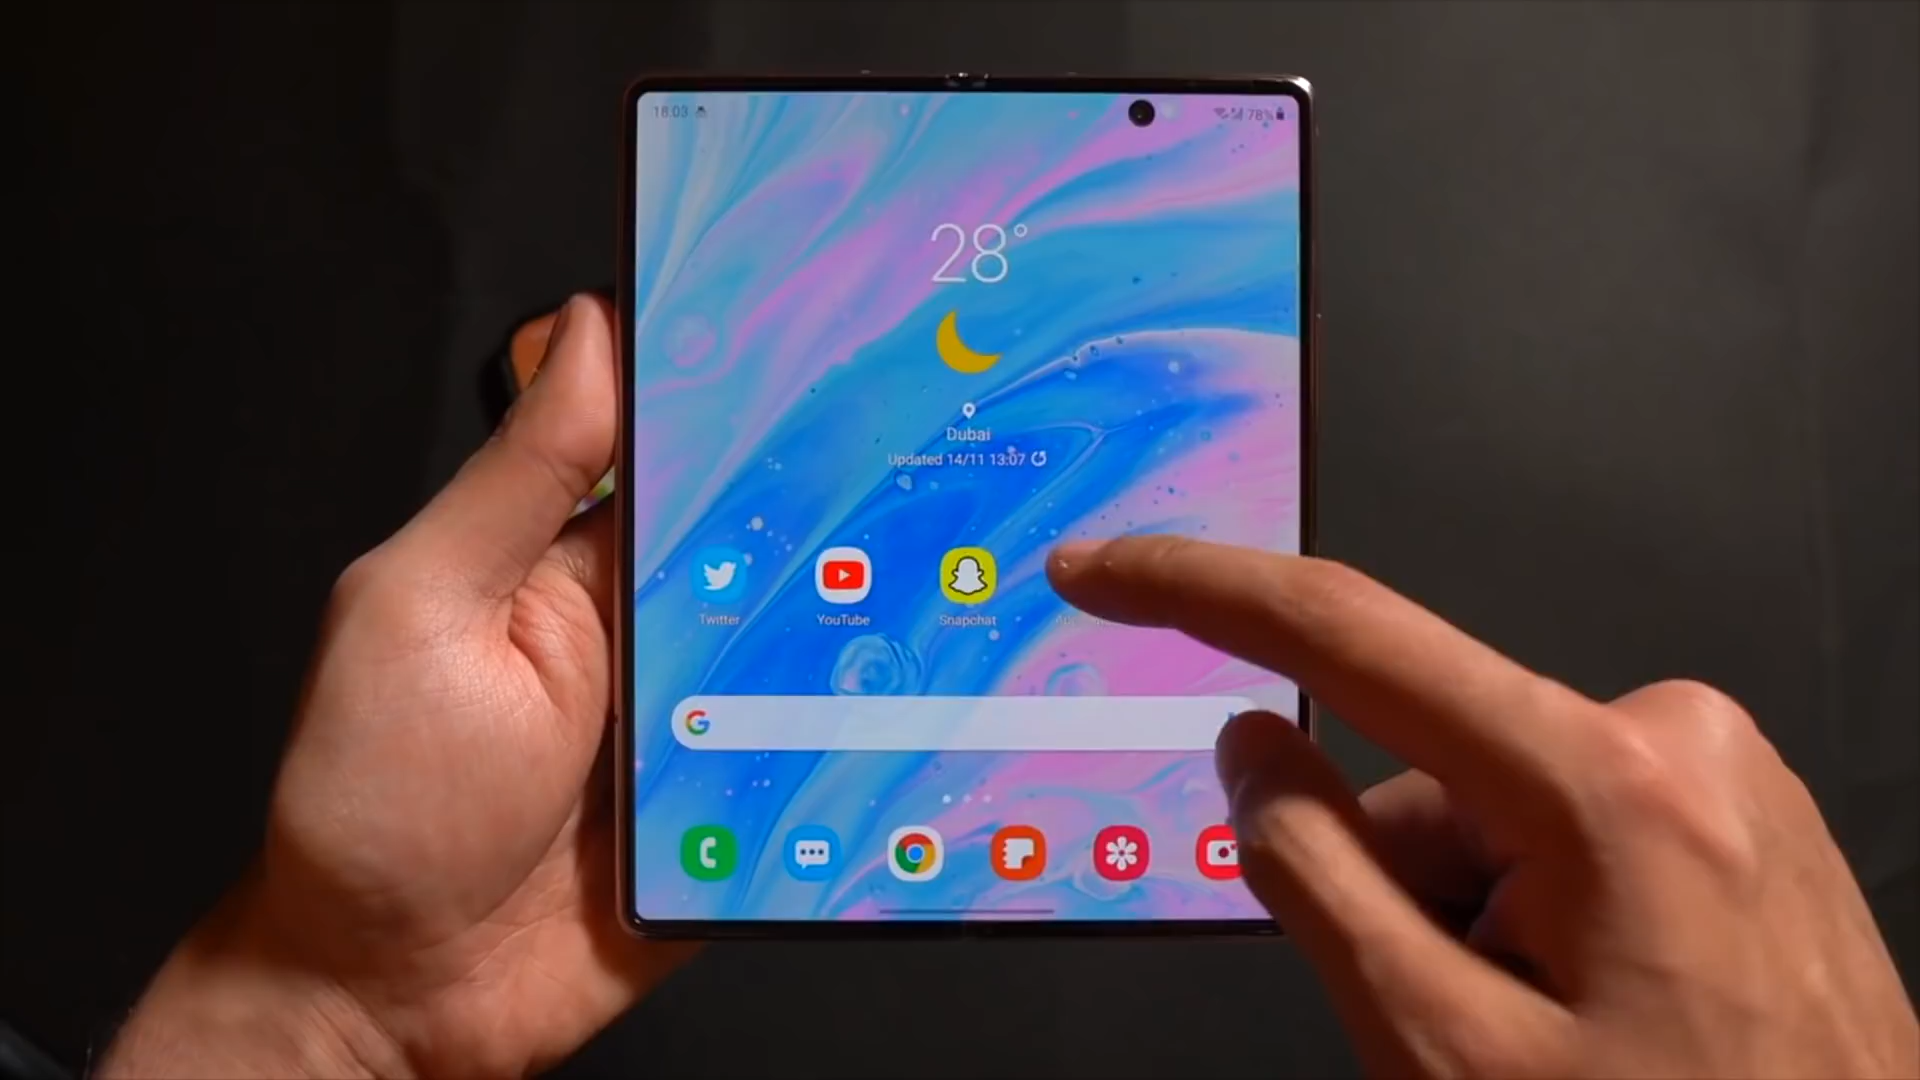 18:03
78%
28°
Dubai
Updated 14/11 13:07
Twitter
YouTube
Snapchat
G